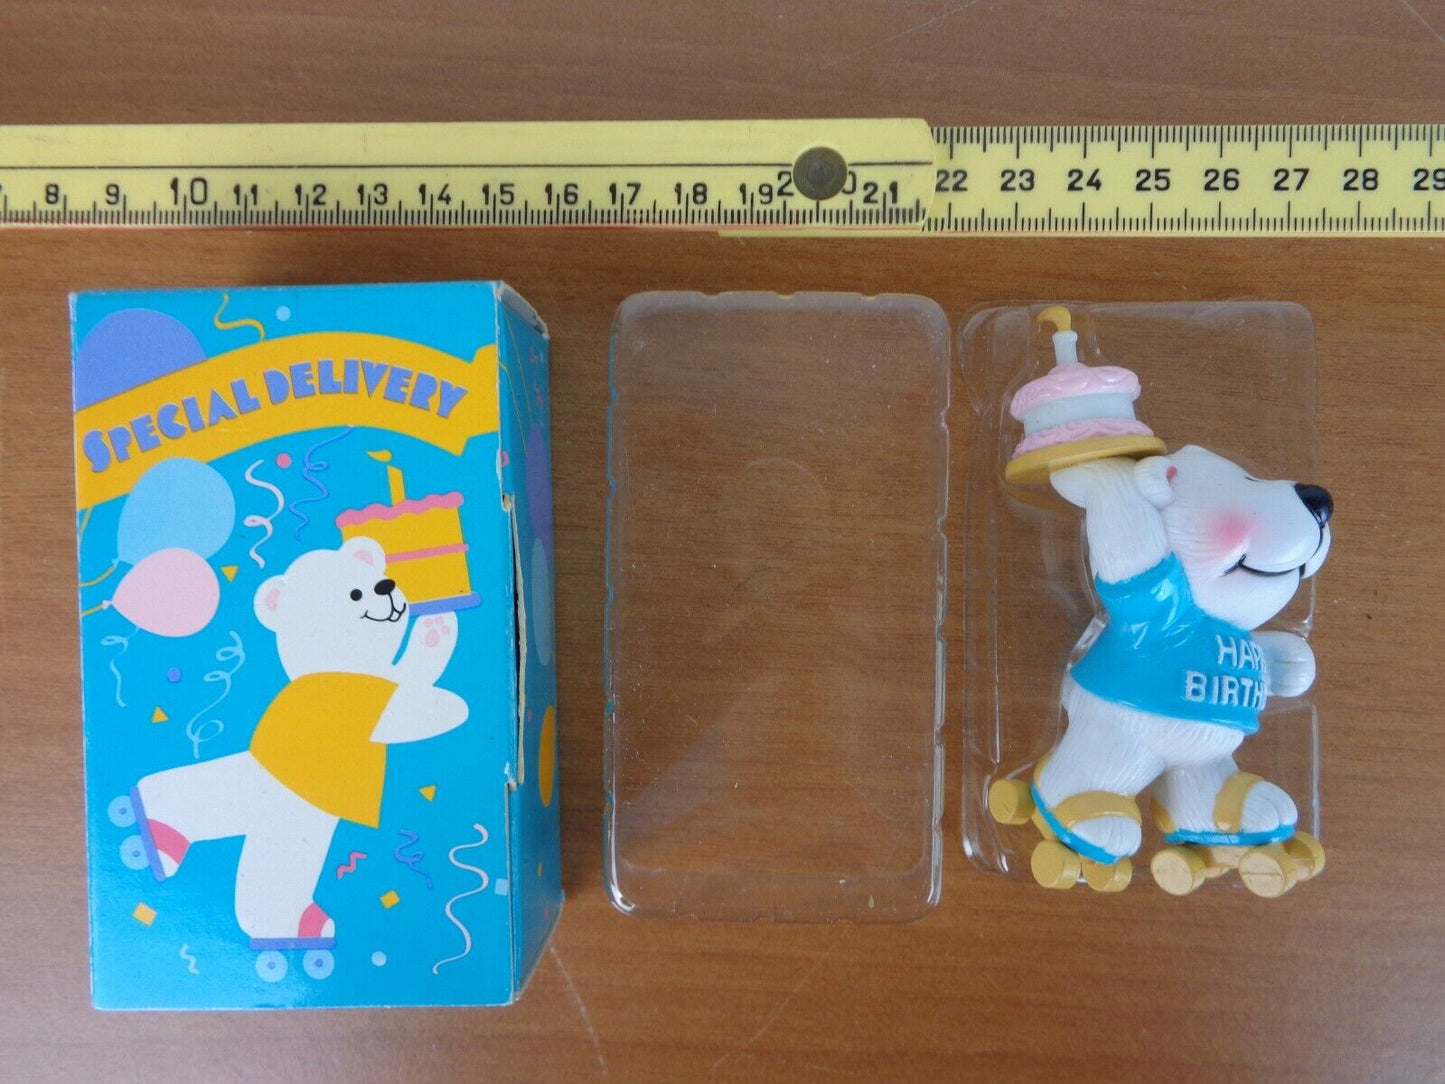 8 9 10 11 12 13 14 15 16 17 18 19 20 21 22 23 24 25 26 27 28 29
SPECIAL DELIVERY
HAP
BIRTH